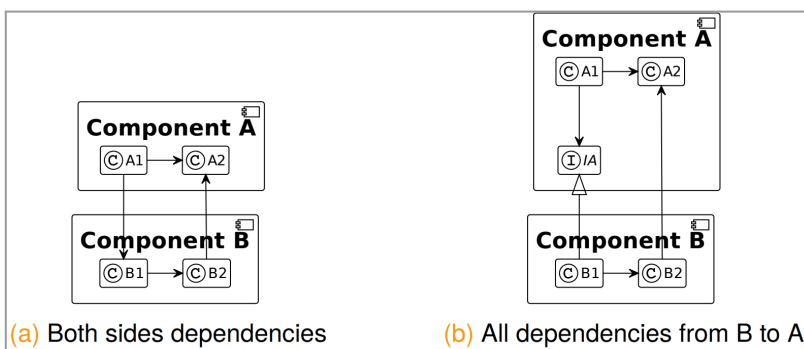 Component A
C A1
C A2
Component B
C B1
C B2
(a) Both sides dependencies
Component A
C A1
C A2
I IA
Component B
C B1
C B2
(b) All dependencies from B to A